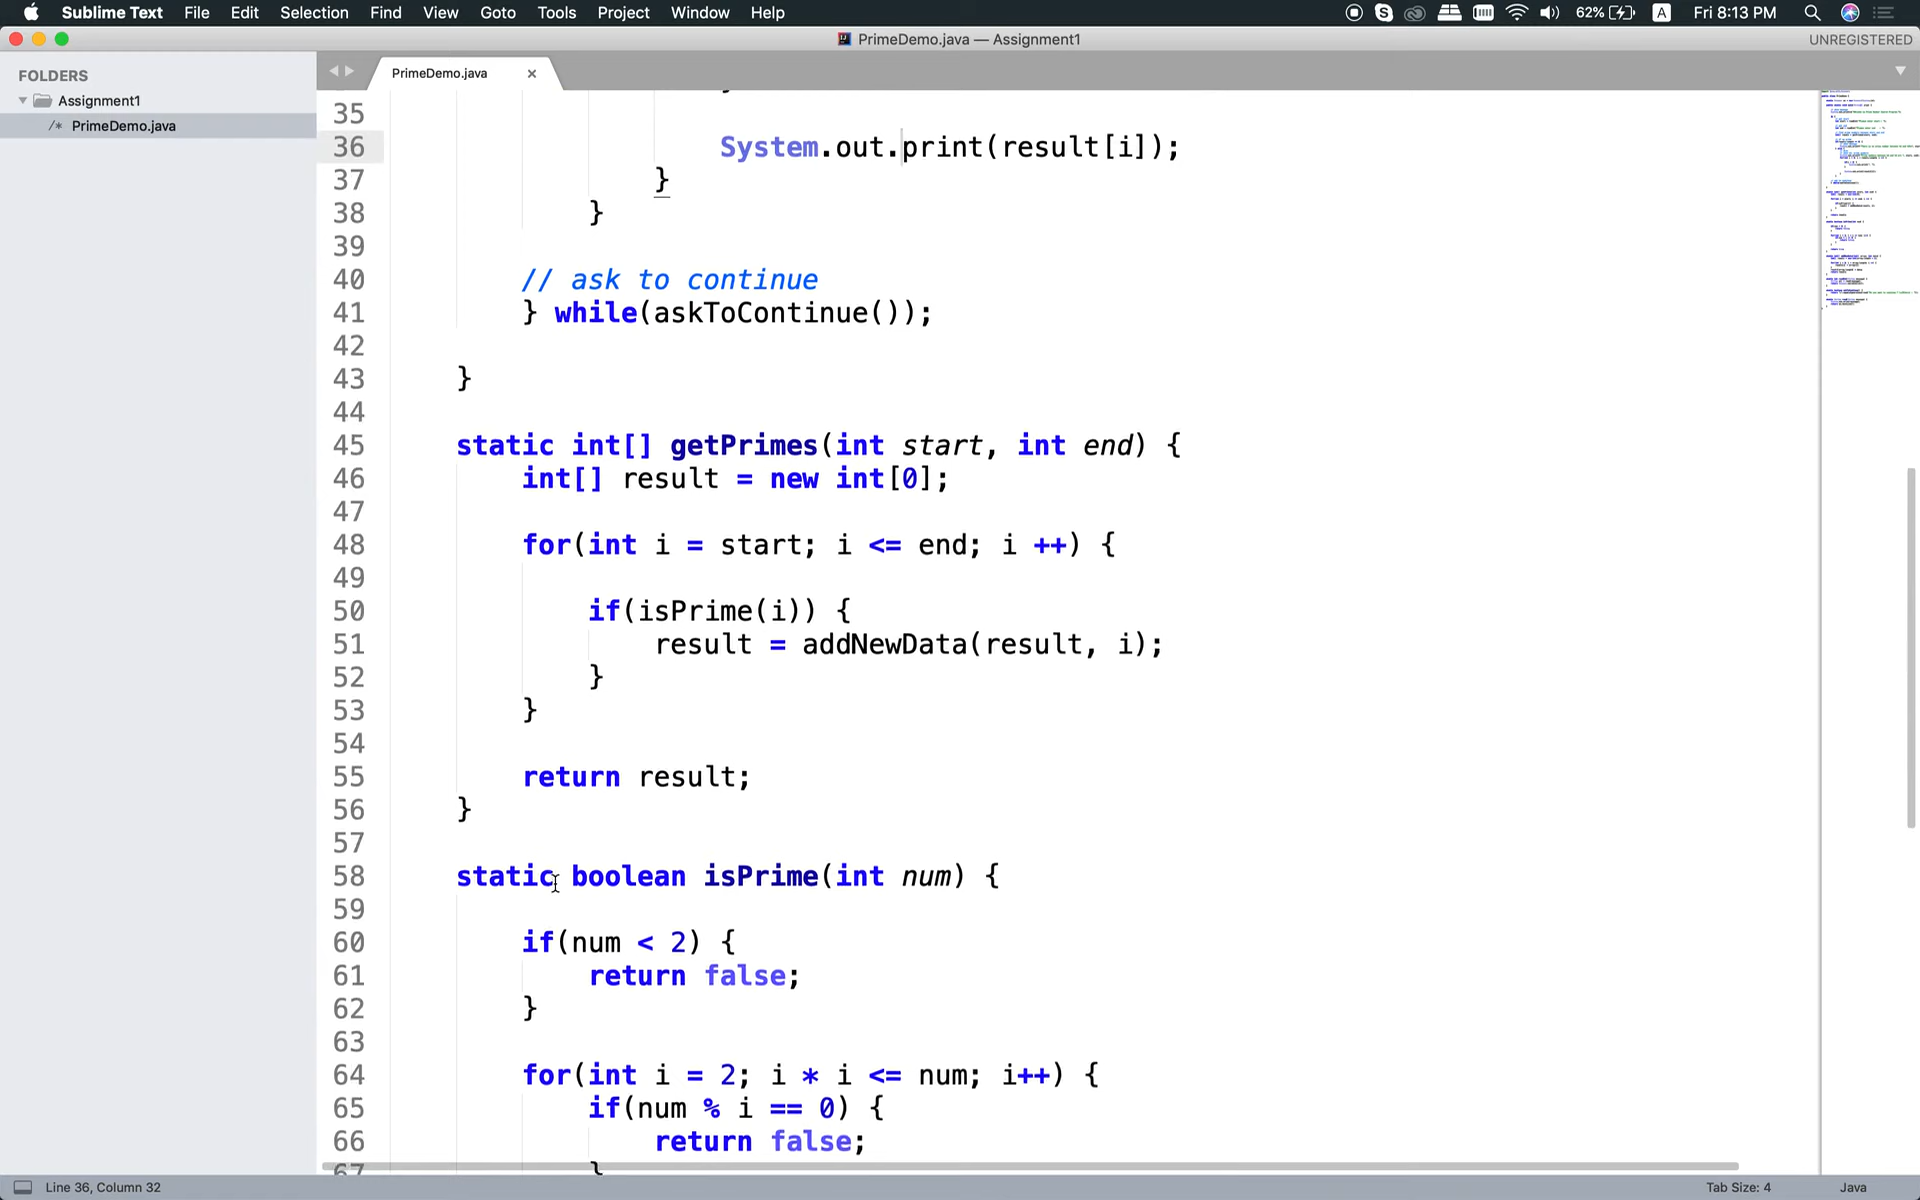 Sublime Text File Edit Selection Find View Goto Tools Project Window Help 62% A Fri 8:13 PM
PrimeDemo.java — Assignment1 UNREGISTERED
FOLDERS
Assignment1
/* PrimeDemo.java
PrimeDemo.java ×
35
36 System.out.print(result[i]);
37 }
38 }
39
40 // ask to continue
41 } while(askToContinue());
42
43 }
44
45 static int[] getPrimes(int start, int end) {
46 int[] result = new int[0];
47
48 for(int i = start; i <= end; i ++) {
49
50 if(isPrime(i)) {
51 result = addNewData(result, i);
52 }
53 }
54
55 return result;
56 }
57
58 static boolean isPrime(int num) {
59
60 if(num < 2) {
61 return false;
62 }
63
64 for(int i = 2; i * i <= num; i++) {
65 if(num % i == 0) {
66 return false;
67 }
Line 36, Column 32 Tab Size: 4 Java